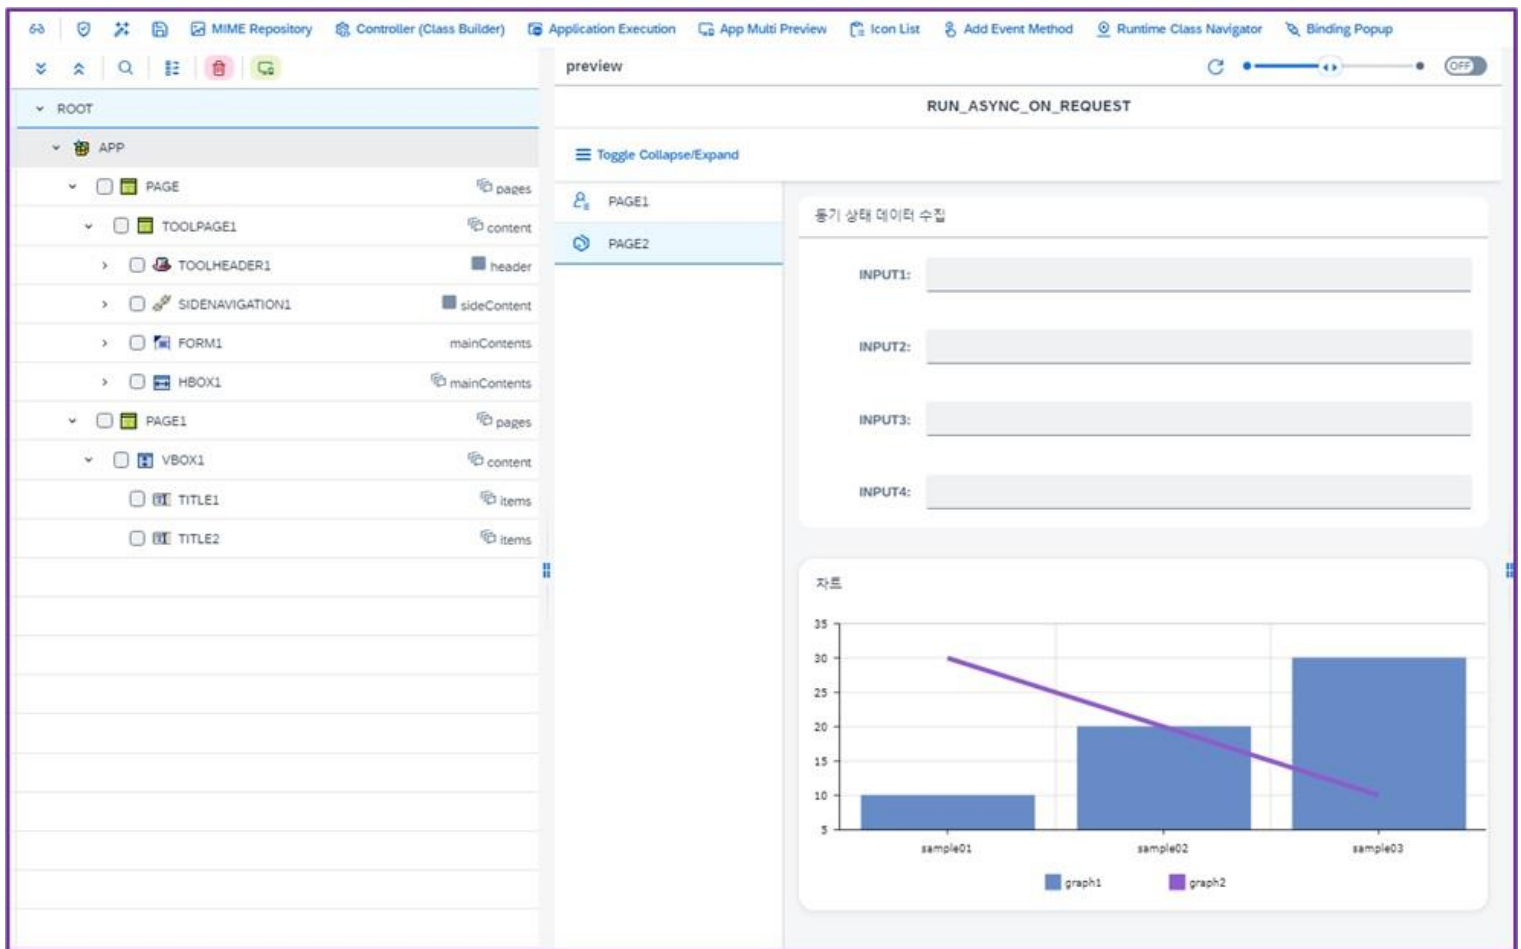 MIME Repository Controller (Class Builder) Application Execution App Multi Preview Icon List Add Event Method Runtime Class Navigator Binding Popup
ROOT
APP
PAGE pages
TOOLPAGE1 content
TOOLHEADER1 header
SIDENAVIGATION1 sideContent
FORM1 mainContents
HBOX1 mainContents
PAGE1 pages
VBOX1 content
TITLE1 items
TITLE2 items
preview OFF
RUN_ASYNC_ON_REQUEST
Toggle Collapse/Expand
PAGE1
PAGE2
동기 상태 데이터 수집
INPUT1:
INPUT2:
INPUT3:
INPUT4:
차트
35
30
25
20
15
10
5
sample01 sample02 sample03
graph1 graph2